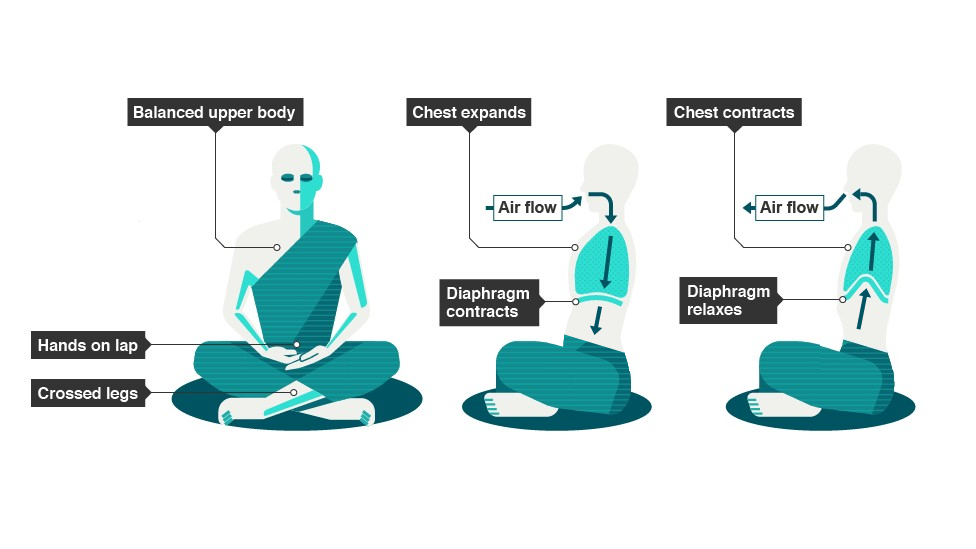 Balanced upper body
Hands on lap
Crossed legs
Chest expands
Air flow
Diaphragm
contracts
Chest contracts
Air flow
Diaphragm
relaxes